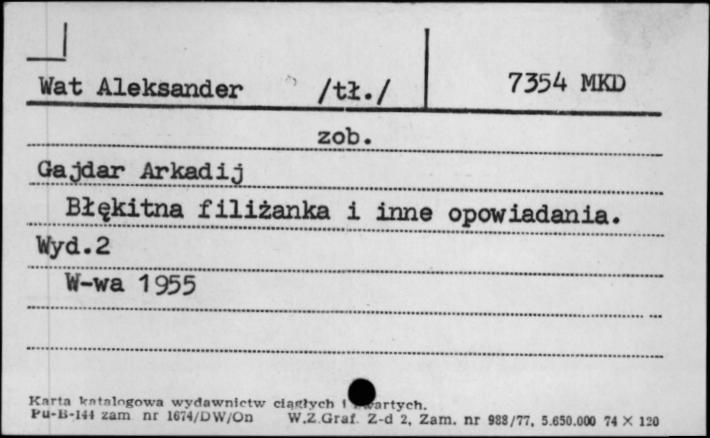 Wat Aleksander /tł./ 7354 MKD
zob.
Gajdar Arkadij
Błękitna filiżanka i inne opowiadania.
Wyd.2
W-wa 1955
Karta katalogowa wydawnictw ciągłych i zwartych.
Pu-B-144 zam. nr 1674/DW/On W.Z.Graf. Z-d 2, Zam. nr 988/77, 5.650.000 74 × 120